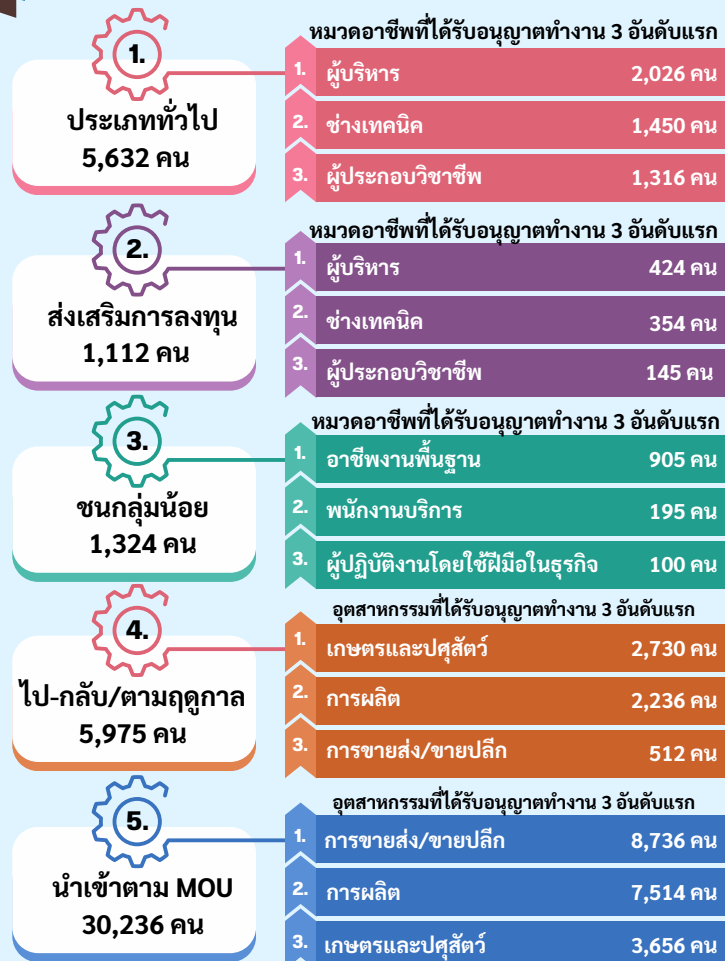 1.
ประเภททั่วไป
5,632 คน
หมวดอาชีพที่ได้รับอนุญาตทำงาน 3 อันดับแรก
1. ผู้บริหาร 2,026 คน
2. ช่างเทคนิค 1,450 คน
3. ผู้ประกอบวิชาชีพ 1,316 คน
2.
ส่งเสริมการลงทุน
1,112 คน
หมวดอาชีพที่ได้รับอนุญาตทำงาน 3 อันดับแรก
1. ผู้บริหาร 424 คน
2. ช่างเทคนิค 354 คน
3. ผู้ประกอบวิชาชีพ 145 คน
3.
ชนกลุ่มน้อย
1,324 คน
หมวดอาชีพที่ได้รับอนุญาตทำงาน 3 อันดับแรก
1. อาชีพงานพื้นฐาน 905 คน
2. พนักงานบริการ 195 คน
3. ผู้ปฏิบัติงานโดยใช้ฝีมือในธุรกิจ 100 คน
4.
ไป-กลับ/ตามฤดูกาล
5,975 คน
อุตสาหกรรมที่ได้รับอนุญาตทำงาน 3 อันดับแรก
1. เกษตรและปศุสัตว์ 2,730 คน
2. การผลิต 2,236 คน
3. การขายส่ง/ขายปลีก 512 คน
5.
นำเข้าตาม MOU
30,236 คน
อุตสาหกรรมที่ได้รับอนุญาตทำงาน 3 อันดับแรก
1. การขายส่ง/ขายปลีก 8,736 คน
2. การผลิต 7,514 คน
3. เกษตรและปศุสัตว์ 3,656 คน